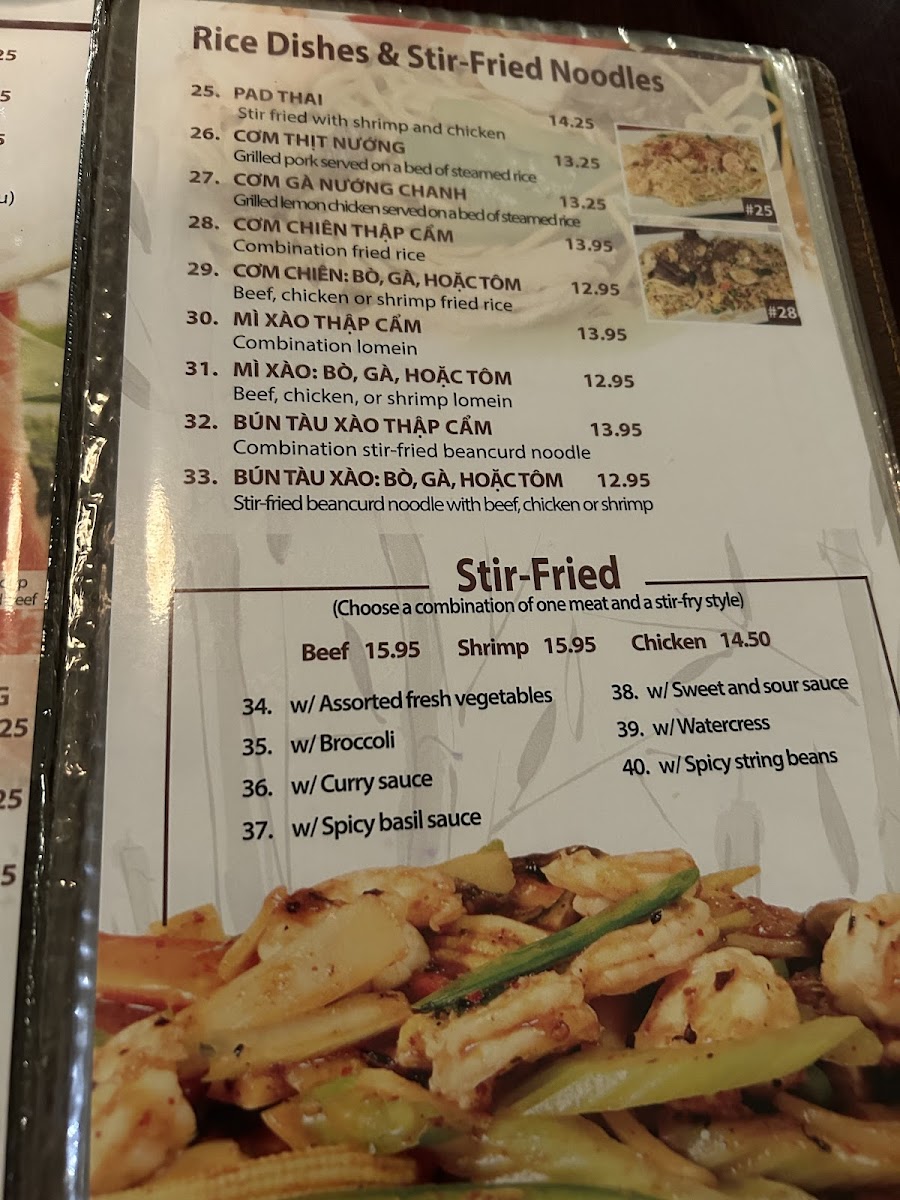 Rice Dishes & Stir-Fried Noodles
25. PAD THAI 14.25
Stir fried with shrimp and chicken
26. CƠM THỊT NƯỚNG 13.25
Grilled pork served on a bed of steamed rice
27. CƠM GÀ NƯỚNG CHANH 13.25
Grilled lemon chicken served on a bed of steamed rice
28. CƠM CHIÊN THẬP CẨM 13.95
Combination fried rice
29. CƠM CHIÊN: BÒ, GÀ, HOẶC TÔM 12.95
Beef, chicken or shrimp fried rice
30. MÌ XÀO THẬP CẨM 13.95
Combination lomein
31. MÌ XÀO: BÒ, GÀ, HOẶC TÔM 12.95
Beef, chicken, or shrimp lomein
32. BÚN TÀU XÀO THẬP CẨM 13.95
Combination stir-fried beancurd noodle
33. BÚN TÀU XÀO: BÒ, GÀ, HOẶC TÔM 12.95
Stir-fried beancurd noodle with beef, chicken or shrimp
#25
#28
Stir-Fried
(Choose a combination of one meat and a stir-fry style)
Beef 15.95 Shrimp 15.95 Chicken 14.50
34. w/ Assorted fresh vegetables
35. w/ Broccoli
36. w/ Curry sauce
37. w/ Spicy basil sauce
38. w/ Sweet and sour sauce
39. w/ Watercress
40. w/ Spicy string beans